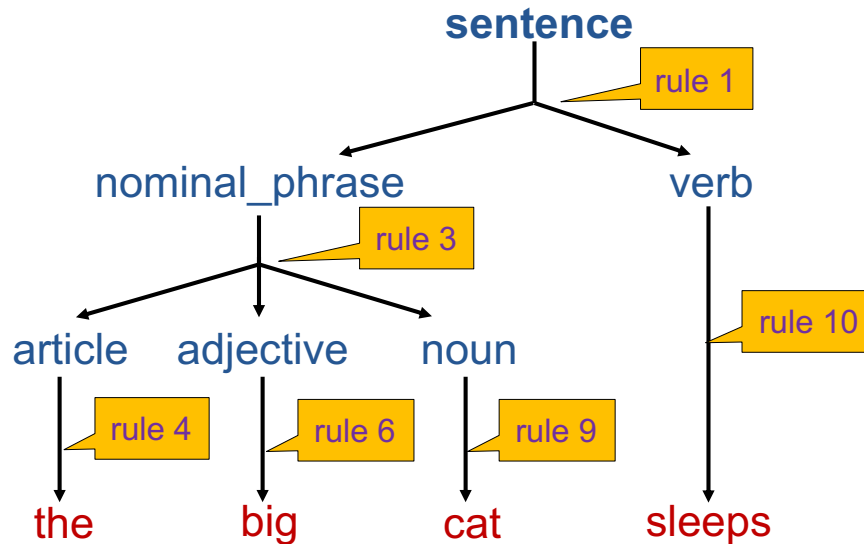 sentence
rule 1
nominal_phrase
verb
rule 3
rule 10
article
adjective
noun
rule 4
rule 6
rule 9
the
big
cat
sleeps